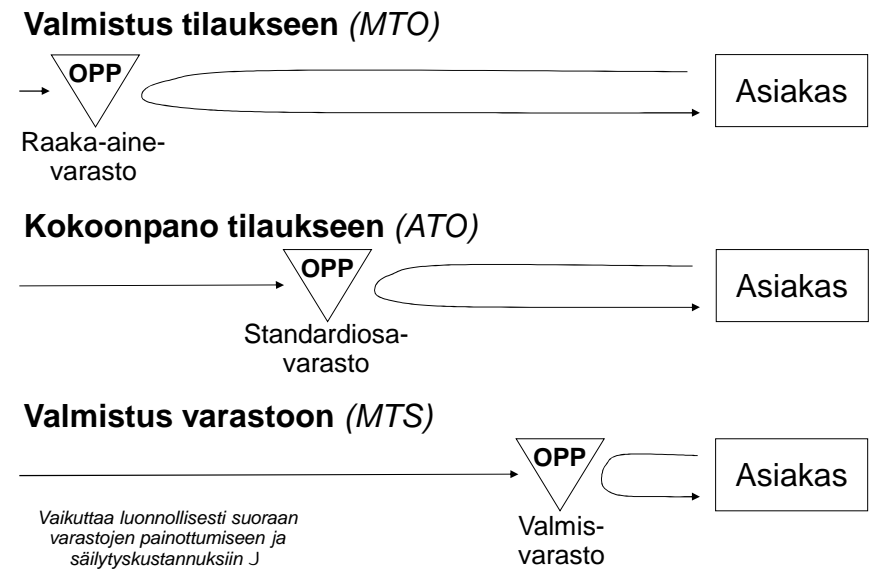 Valmistus tilaukseen (MTO)
OPP
Asiakas
Raaka-aine-
varasto
Kokoonpano tilaukseen (ATO)
OPP
Asiakas
Standardiosa-
varasto
Valmistus varastoon (MTS)
OPP
Asiakas
Vaikuttaa luonnollisesti suoraan
varastojen painottumiseen ja
säilytyskustannuksiin J
Valmis-
varasto